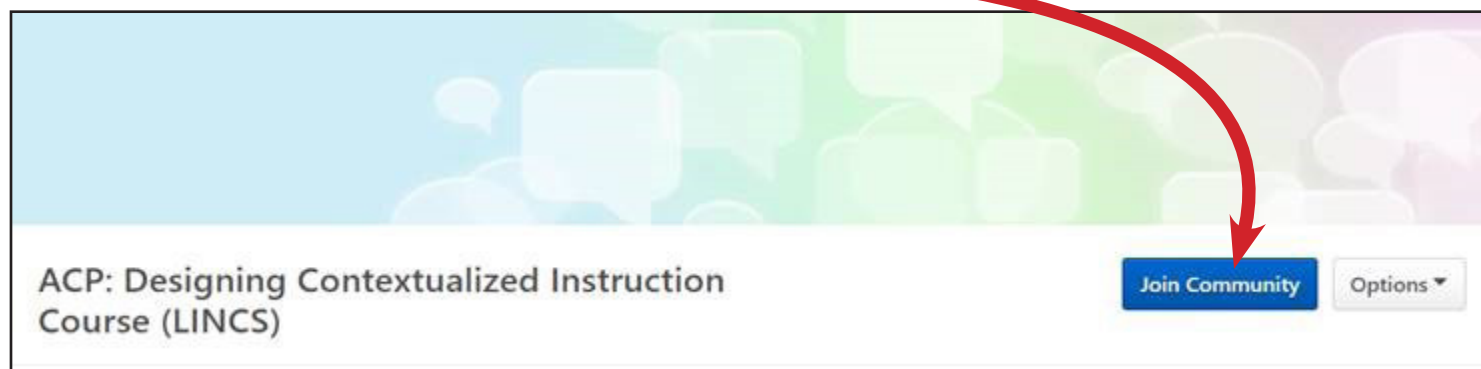 ACP: Designing Contextualized Instruction
Course (LINCS)
Join Community
Options